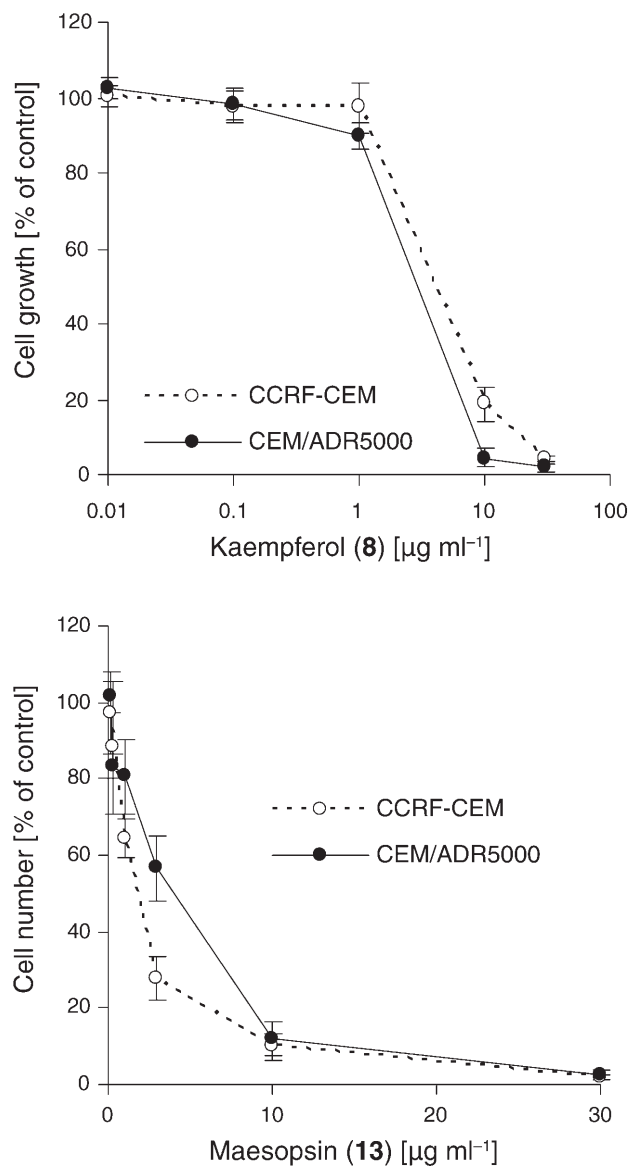 120
100
80
60
40
20
0
Cell growth [% of control]
CCRF-CEM
CEM/ADR5000
0.01 0.1 1 10 100
Kaempferol (8) [µg ml⁻¹]
120
100
80
60
40
20
0
Cell number [% of control]
CCRF-CEM
CEM/ADR5000
0 10 20 30
Maesopsin (13) [µg ml⁻¹]